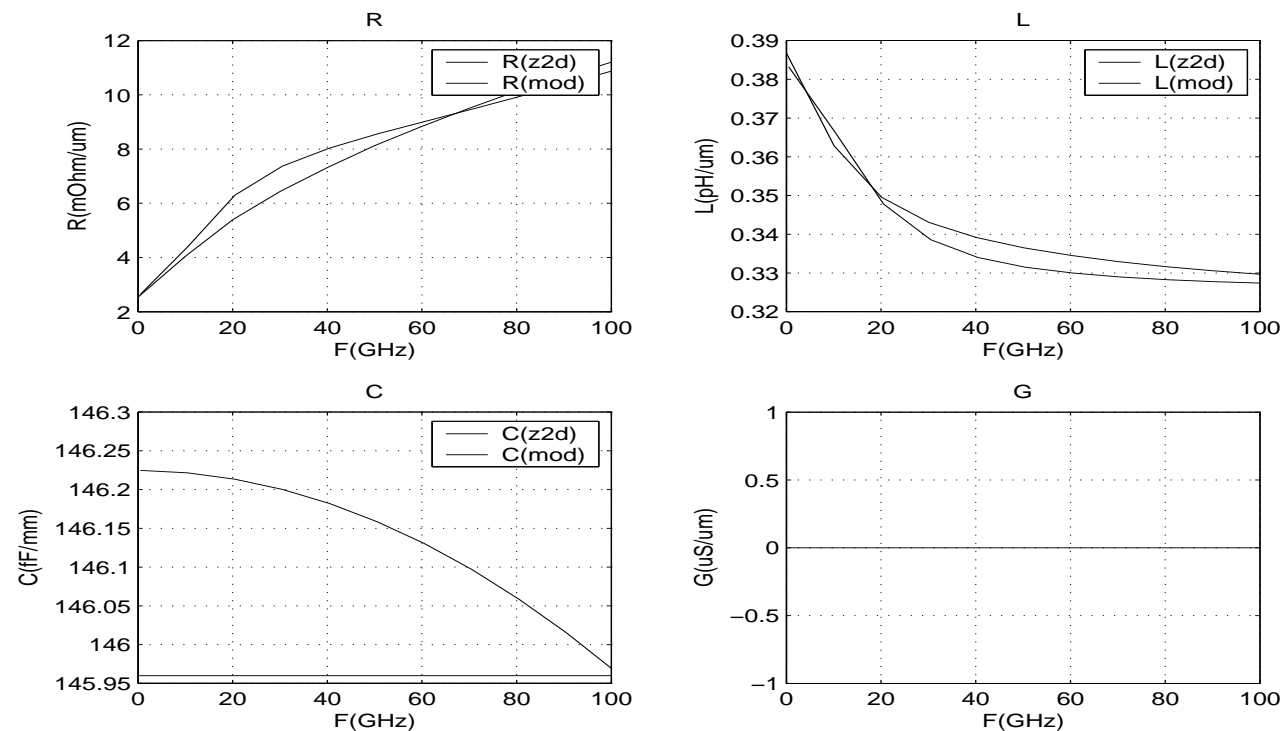 R
12
10
8
6
4
2
R(mOhm/um)
R(z2d)
R(mod)
0 20 40 60 80 100
F(GHz)
L
0.39
0.38
0.37
0.36
0.35
0.34
0.33
0.32
L(pH/um)
L(z2d)
L(mod)
0 20 40 60 80 100
F(GHz)
C
146.3
146.25
146.2
146.15
146.1
146.05
146
145.95
C(fF/mm)
C(z2d)
C(mod)
0 20 40 60 80 100
F(GHz)
G
1
0.5
0
−0.5
−1
G(uS/um)
0 20 40 60 80 100
F(GHz)